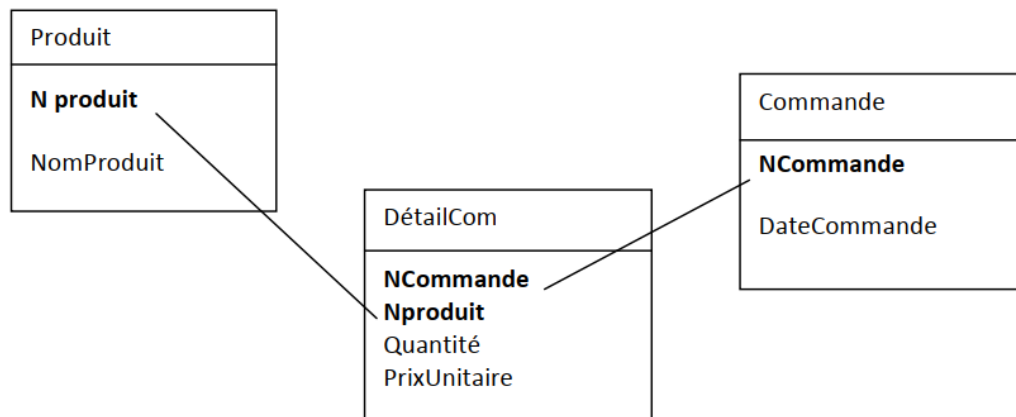 Produit
N produit
NomProduit
Commande
NCommande
DateCommande
DétailCom
NCommande
Nproduit
Quantité
PrixUnitaire